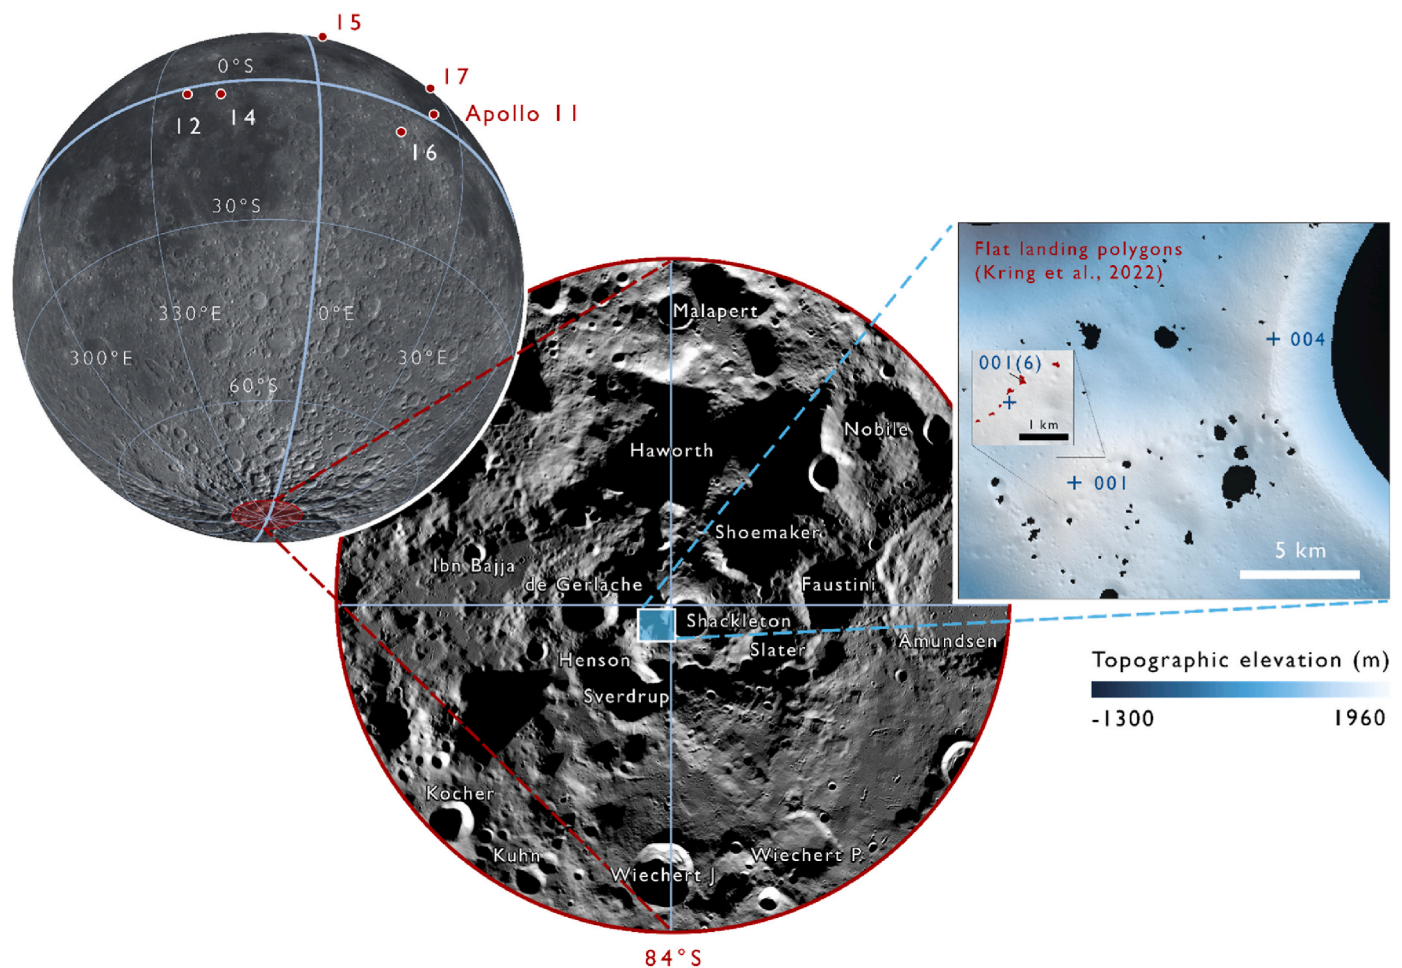 15
17
0°S
Apollo 11
12
14
16
30°S
330°E
0°E
300°E
30°E
60°S
Flat landing polygons
(Kring et al., 2022)
004
001(6)
1 km
001
5 km
Malapert
Nobile
Haworth
Shoemaker
Ibn Bajja
de Gerlache
Faustini
Shackleton
Slater
Amundsen
Henson
Sverdrup
Kocher
Kuhn
Wiechert P
Wiechert J
84°S
Topographic elevation (m)
-1300
1960